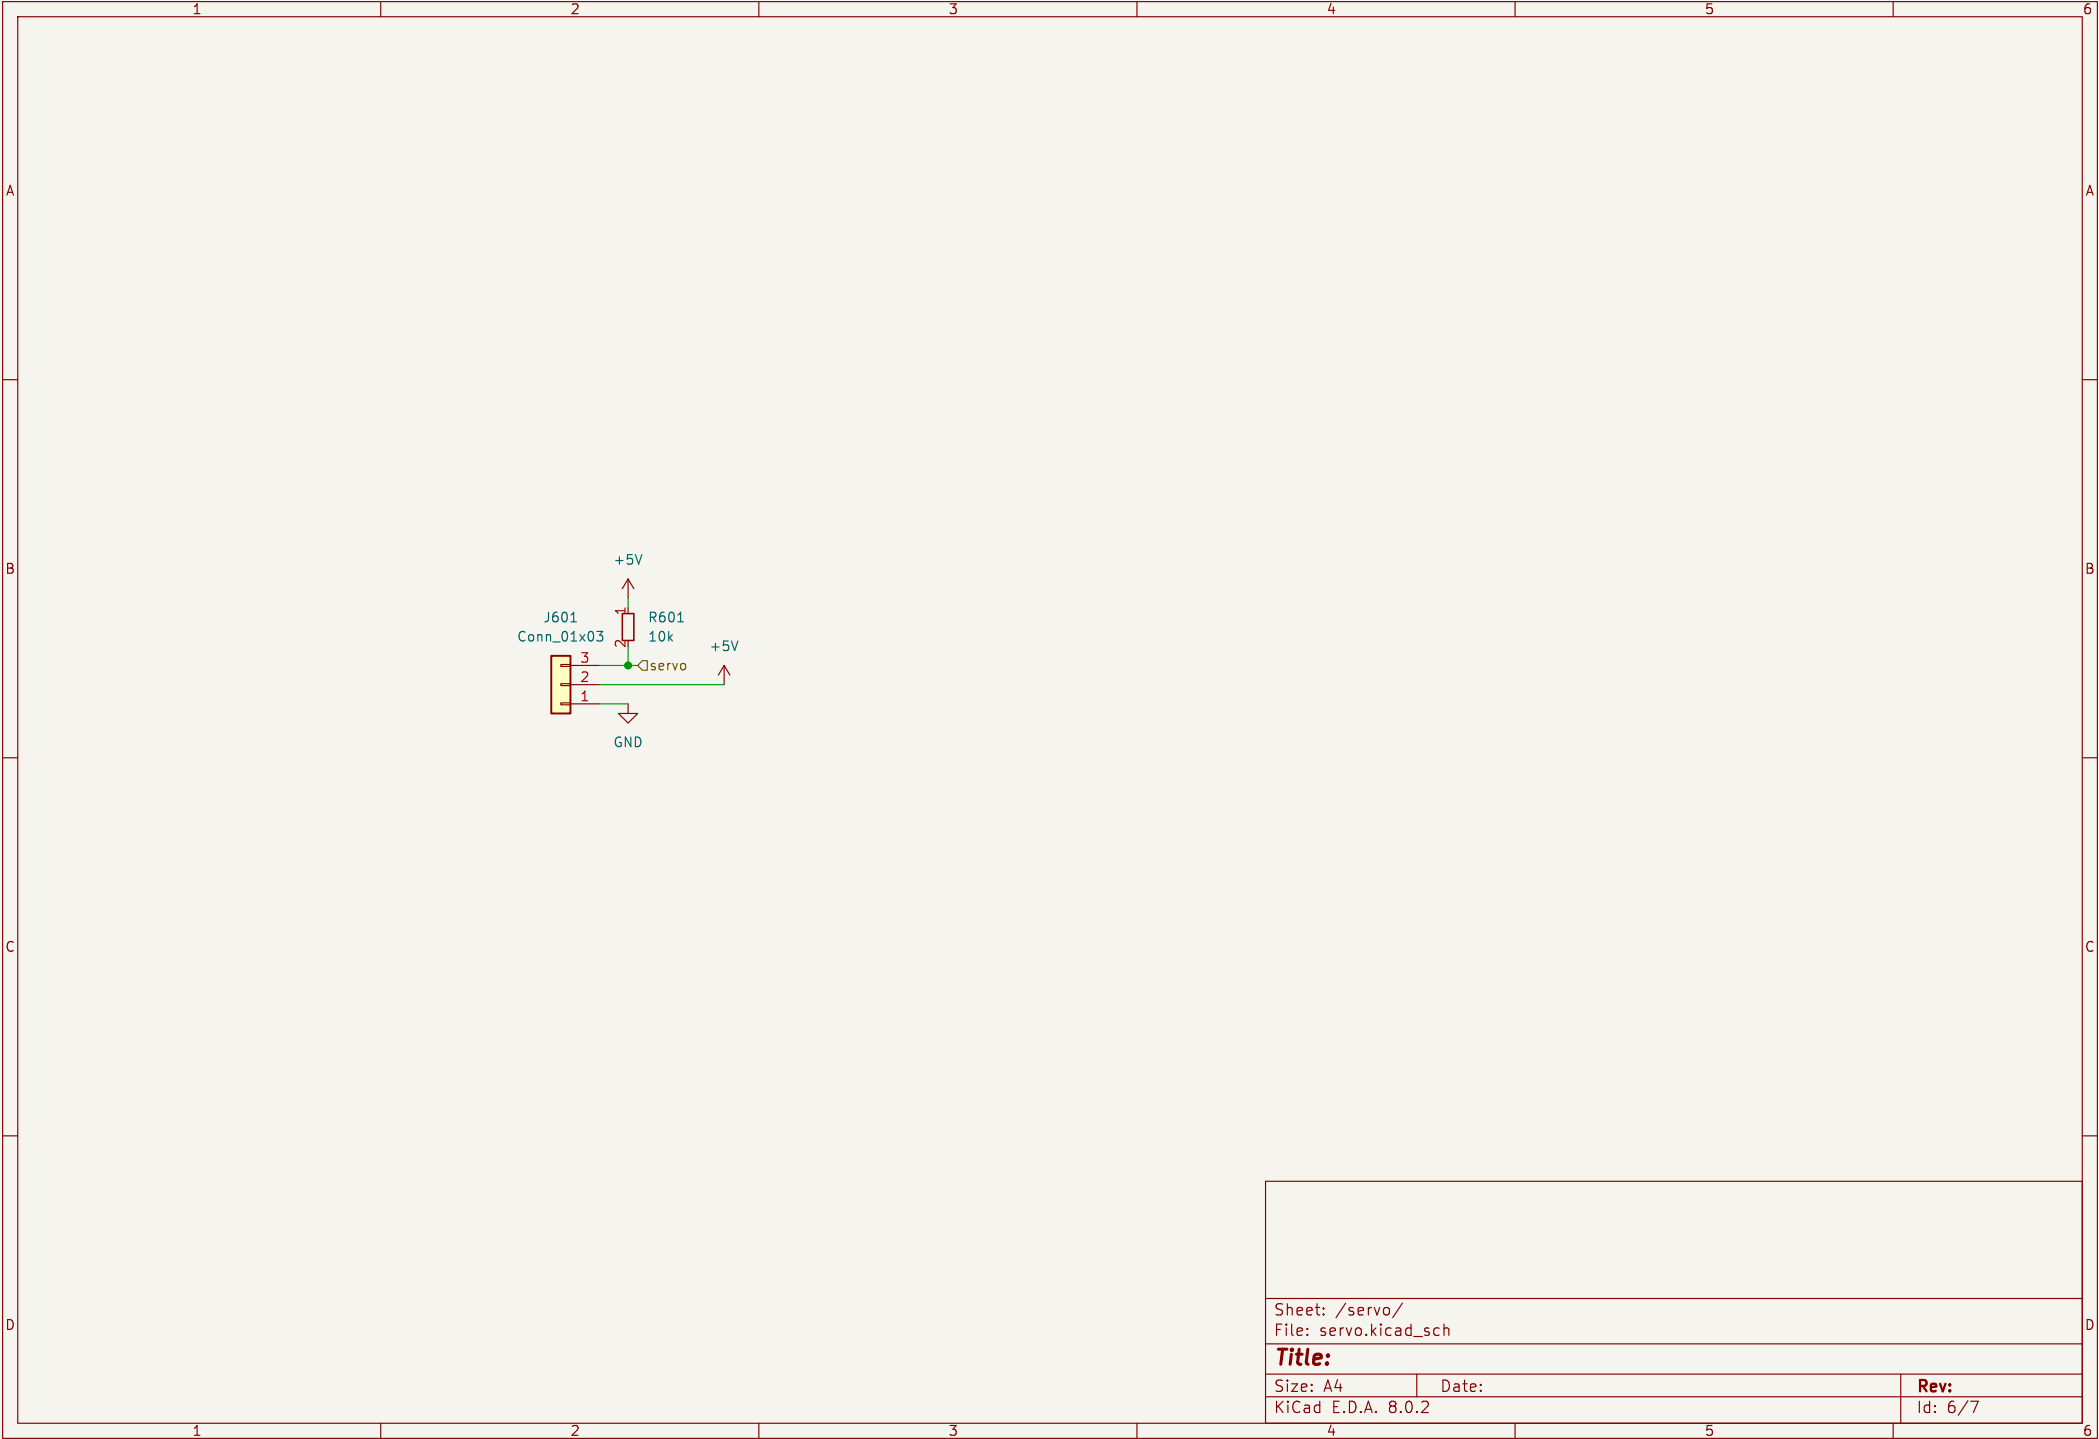 1 2 3 4 5 6
A A
+5V
J601 1 R601
Conn_01x03 2 10k
+5V
3 servo
2
1
GND
B B
C C
Sheet: /servo/
File: servo.kicad_sch
D D
Title:
Size: A4 Date: Rev:
KiCad E.D.A. 8.0.2 Id: 6/7
1 2 3 4 5 6